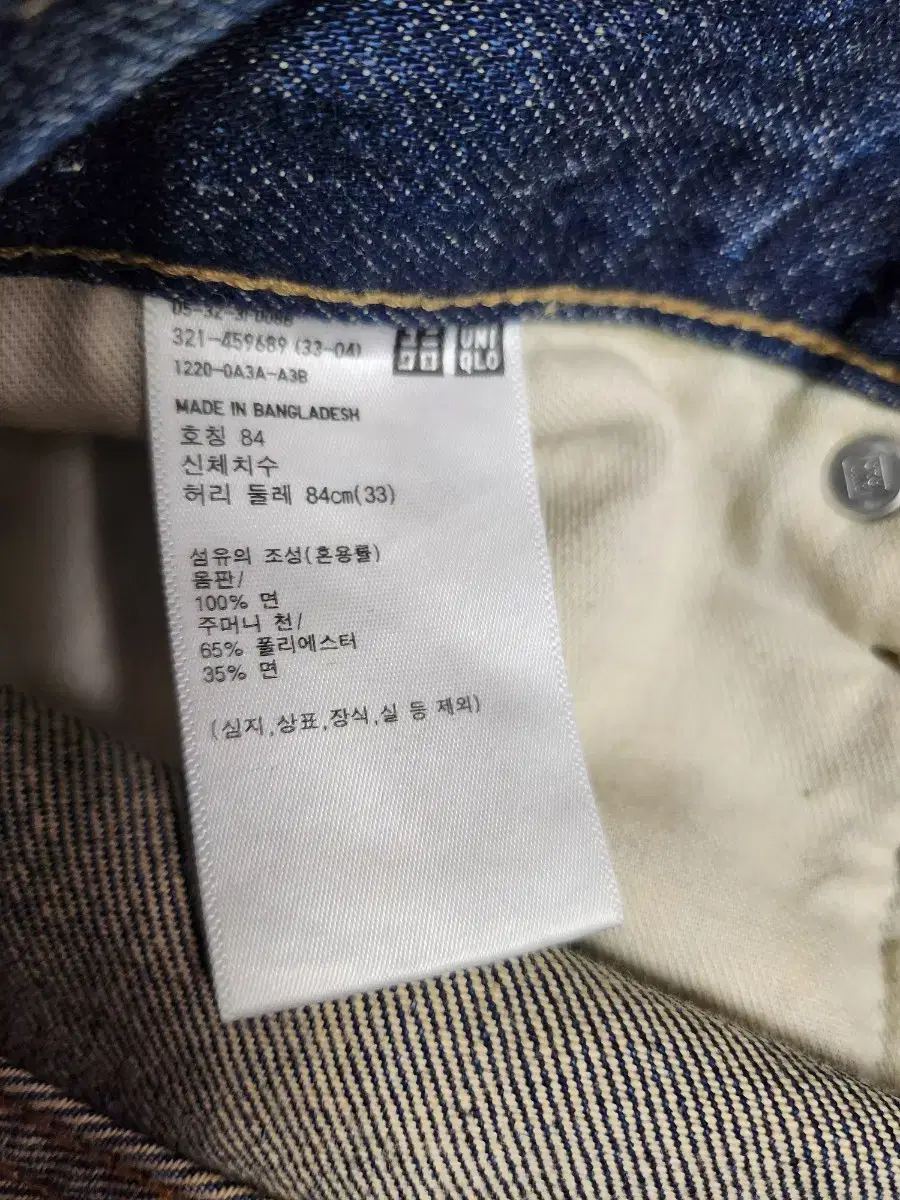 321-459689 (33-04)
1220-0A3A-A3B
UNI
QLO
MADE IN BANGLADESH
호칭 84
신체치수
허리 둘레 84cm(33)
섬유의 조성(혼용률)
몸판/
100% 면
주머니 천/
65% 폴리에스터
35% 면
(심지,상표,장식,실 등 제외)